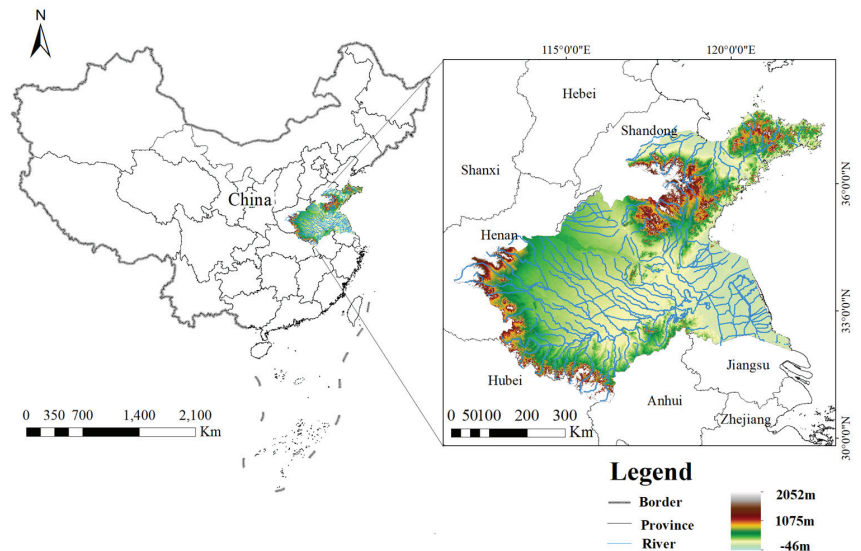 N
China
0 350 700 1,400 2,100
Km
115°0'0"E 120°0'0"E
Hebei
Shandong
Shanxi
Henan
Hubei
Anhui
Jiangsu
Zhejiang
36°0'0"N
33°0'0"N
30°0'0"N
0 50 100 200 300
Km
Legend
Border
Province
River
2052m
1075m
-46m